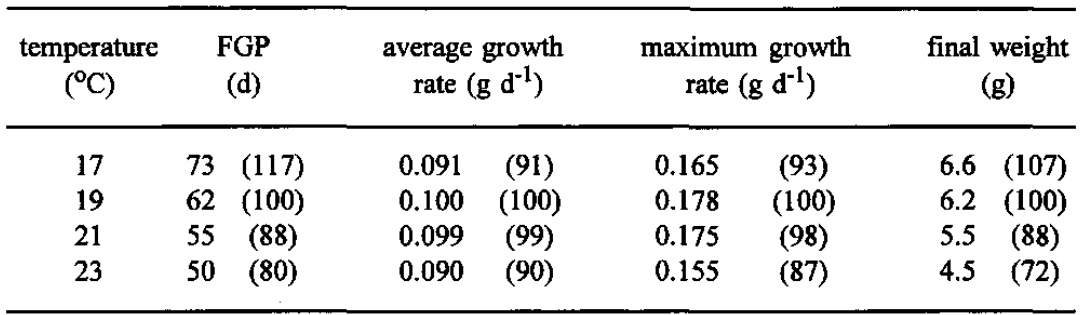 temperature FGP average growth maximum growth final weight
(°C) (d) rate (g d⁻¹) rate (g d⁻¹) (g)
17 73 (117) 0.091 (91) 0.165 (93) 6.6 (107)
19 62 (100) 0.100 (100) 0.178 (100) 6.2 (100)
21 55 (88) 0.099 (99) 0.175 (98) 5.5 (88)
23 50 (80) 0.090 (90) 0.155 (87) 4.5 (72)